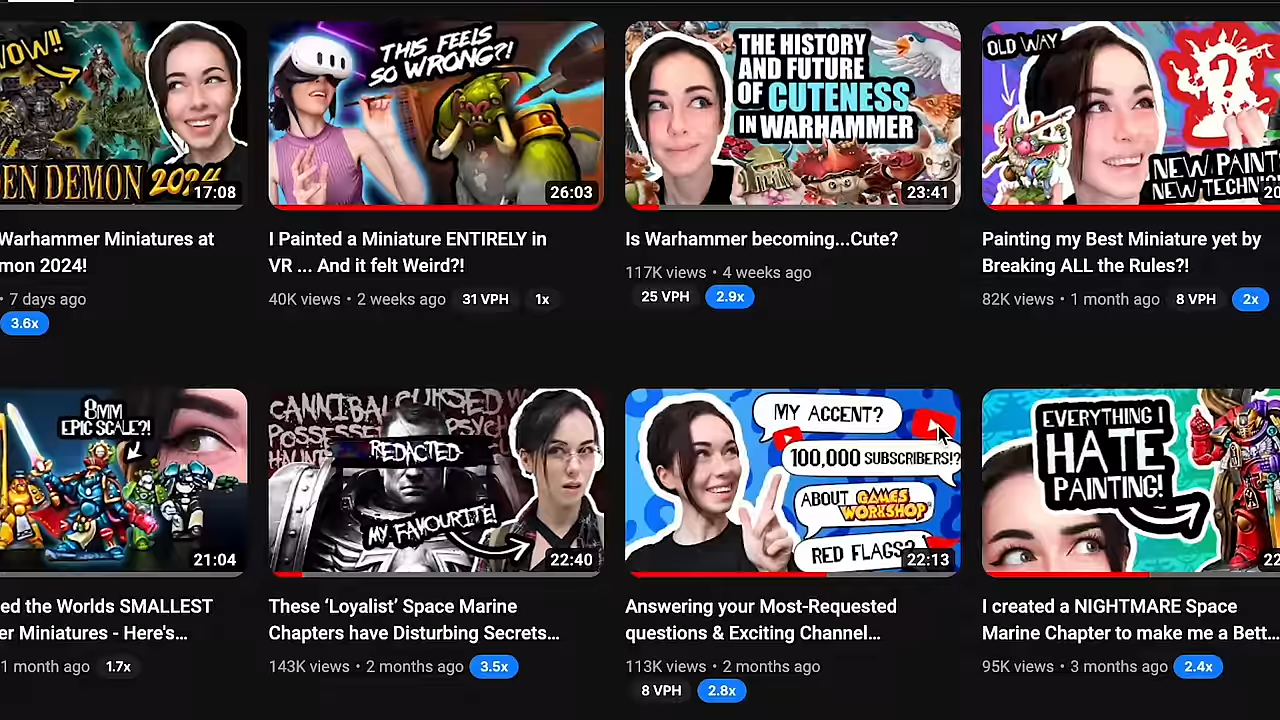 WOW!!
DEN DEMON 2024
17:08
THIS FEELS
SO WRONG?!
26:03
THE HISTORY
AND FUTURE
OF CUTENESS
IN WARHAMMER
23:41
OLD WAY
?
NEW PAINT
NEW TECHNI
20
Warhammer Miniatures at
mon 2024!
• 7 days ago
3.6x
I Painted a Miniature ENTIRELY in
VR ... And it felt Weird?!
40K views • 2 weeks ago 31 VPH 1x
Is Warhammer becoming...Cute?
117K views • 4 weeks ago
25 VPH 2.9x
Painting my Best Miniature yet by
Breaking ALL the Rules?!
82K views • 1 month ago 8 VPH 2x
8MM
EPIC SCALE?!
21:04
CANNIBAL CURSED
POSSESSED PSYCH
HAUNT
REDACTED
MY FAVOURITE!
22:40
MY ACCENT?
100,000 SUBSCRIBERS!?
ABOUT GAMES
WORKSHOP
RED FLAGS?
22:13
EVERYTHING I
HATE
PAINTING!
22
ed the Worlds SMALLEST
er Miniatures - Here's...
1 month ago 1.7x
These ‘Loyalist’ Space Marine
Chapters have Disturbing Secrets...
143K views • 2 months ago 3.5x
Answering your Most-Requested
questions & Exciting Channel...
113K views • 2 months ago
8 VPH 2.8x
I created a NIGHTMARE Space
Marine Chapter to make me a Bett...
95K views • 3 months ago 2.4x